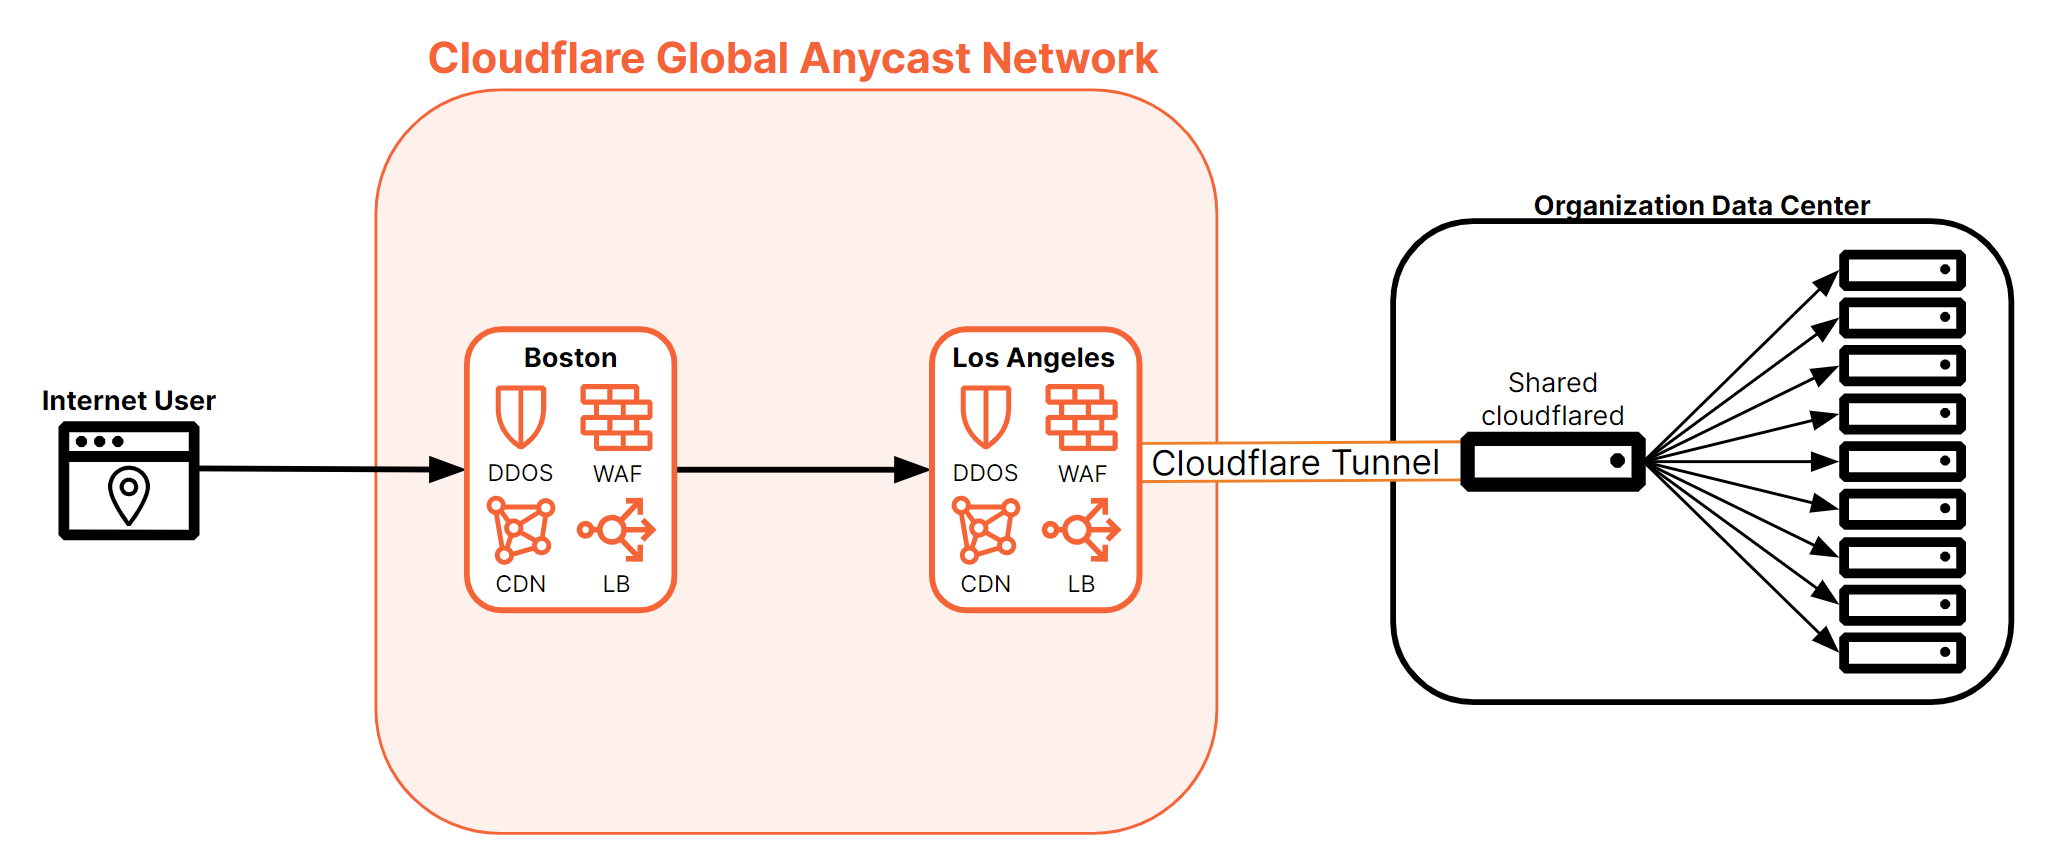 Cloudflare Global Anycast Network
Organization Data Center
Internet User
Boston
DDOS
WAF
CDN
LB
Los Angeles
DDOS
WAF
CDN
LB
Cloudflare Tunnel
Shared
cloudflared